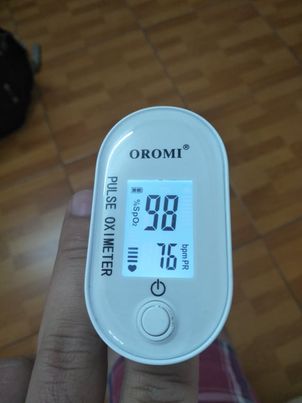 OROMI®
PULSE OXIMETER
%SpO₂
98
bpmPR
76